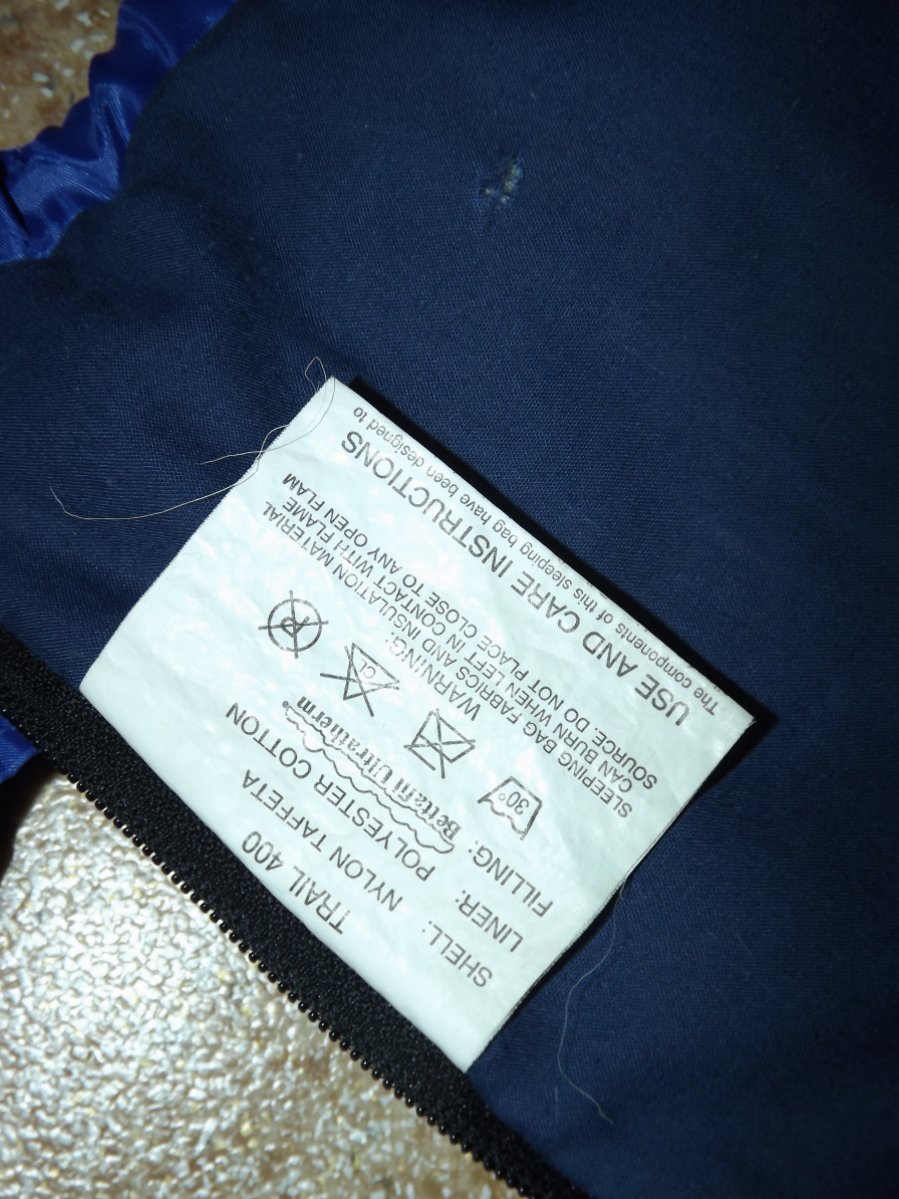 TRAIL 400
SHELL: NYLON TAFFETA
LINER: POLYESTER COTTON
FILLING: Bettafil Ultratherm®
30° CL P
WARNING:
SLEEPING BAG FABRICS AND INSULATION MATERIAL
CAN BURN WHEN LEFT IN CONTACT WITH FLAME
SOURCE. DO NOT PLACE CLOSE TO ANY OPEN FLAM
USE AND CARE INSTRUCTIONS
The components of this sleeping bag have been designed to